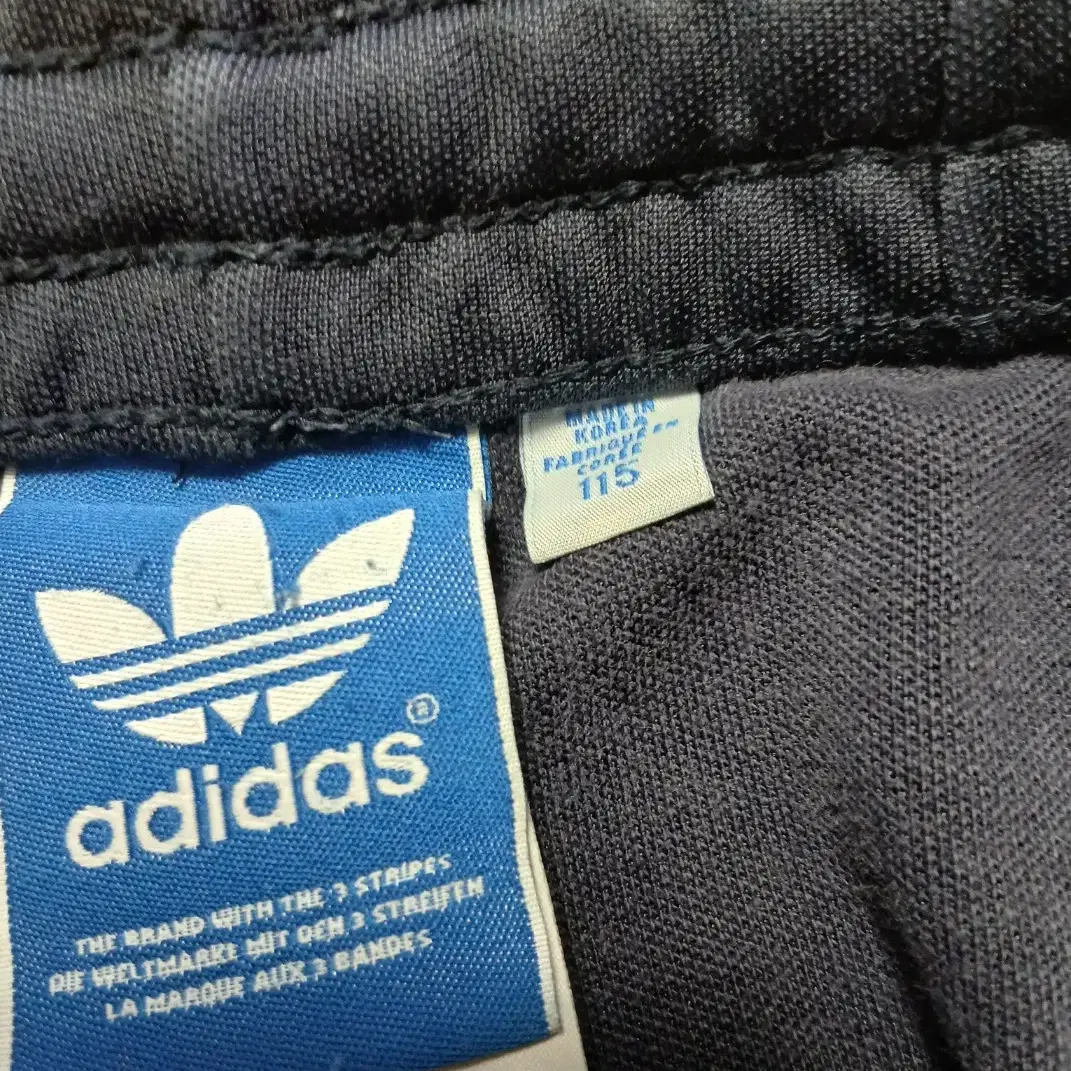 MADE IN
KOREA
FABRIQUE EN
COREE
115
adidas®
THE BRAND WITH THE 3 STRIPES
DIE WELTMARKE MIT DEN 3 STREIFEN
LA MARQUE AUX 3 BANDES